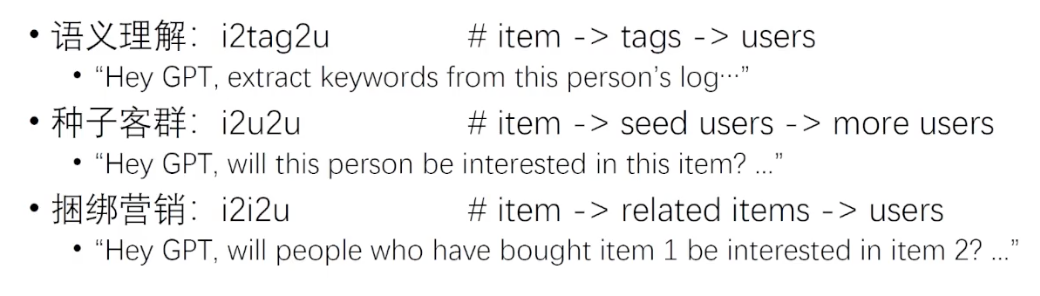 • 语义理解：i2tag2u # item -> tags -> users
• “Hey GPT, extract keywords from this person’s log…”
• 种子客群：i2u2u # item -> seed users -> more users
• “Hey GPT, will this person be interested in this item? …”
• 捆绑营销：i2i2u # item -> related items -> users
• “Hey GPT, will people who have bought item 1 be interested in item 2? …”